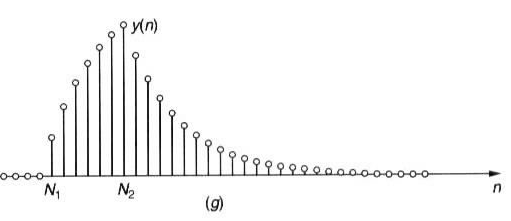 y(n)
N₁ N₂ n
(g)